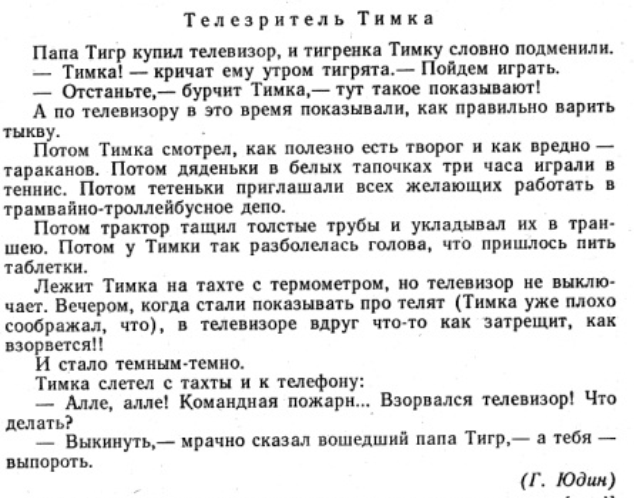 Телезритель Тимка
Папа Тигр купил телевизор, и тигренка Тимку словно подменили.
— Тимка! — кричат ему утром тигрята.— Пойдем играть.
— Отстаньте,— бурчит Тимка,— тут такое показывают!
А по телевизору в это время показывали, как правильно варить
тыкву.
Потом Тимка смотрел, как полезно есть творог и как вредно —
тараканов. Потом дяденьки в белых тапочках три часа играли в
теннис. Потом тетеньки приглашали всех желающих работать в
трамвайно-троллейбусное депо.
Потом трактор тащил толстые трубы и укладывал их в тран-
шею. Потом у Тимки так разболелась голова, что пришлось пить
таблетки.
Лежит Тимка на тахте с термометром, но телевизор не выклю-
чает. Вечером, когда стали показывать про телят (Тимка уже плохо
соображал, что), в телевизоре вдруг что-то как затрещит, как
взорвется!!
И стало темным-темно.
Тимка слетел с тахты и к телефону:
— Алле, алле! Командная пожарн... Взорвался телевизор! Что
делать?
— Выкинуть,— мрачно сказал вошедший папа Тигр,— а тебя —
выпороть.
(Г. Юдин)